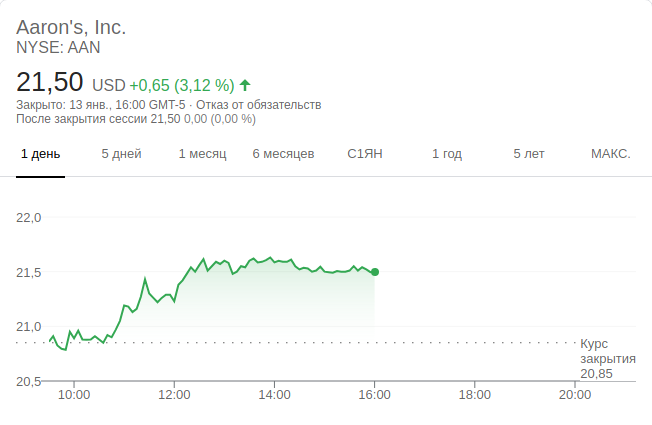 Aaron's, Inc.
NYSE: AAN
21,50 USD +0,65 (3,12 %)
Закрыто: 13 янв., 16:00 GMT-5 · Отказ от обязательств
После закрытия сессии 21,50 0,00 (0,00 %)
1 день 5 дней 1 месяц 6 месяцев С1ЯН 1 год 5 лет МАКС.
22,0
21,5
21,0
Курс
закрытия
20,85
20,5
10:00 12:00 14:00 16:00 18:00 20:00